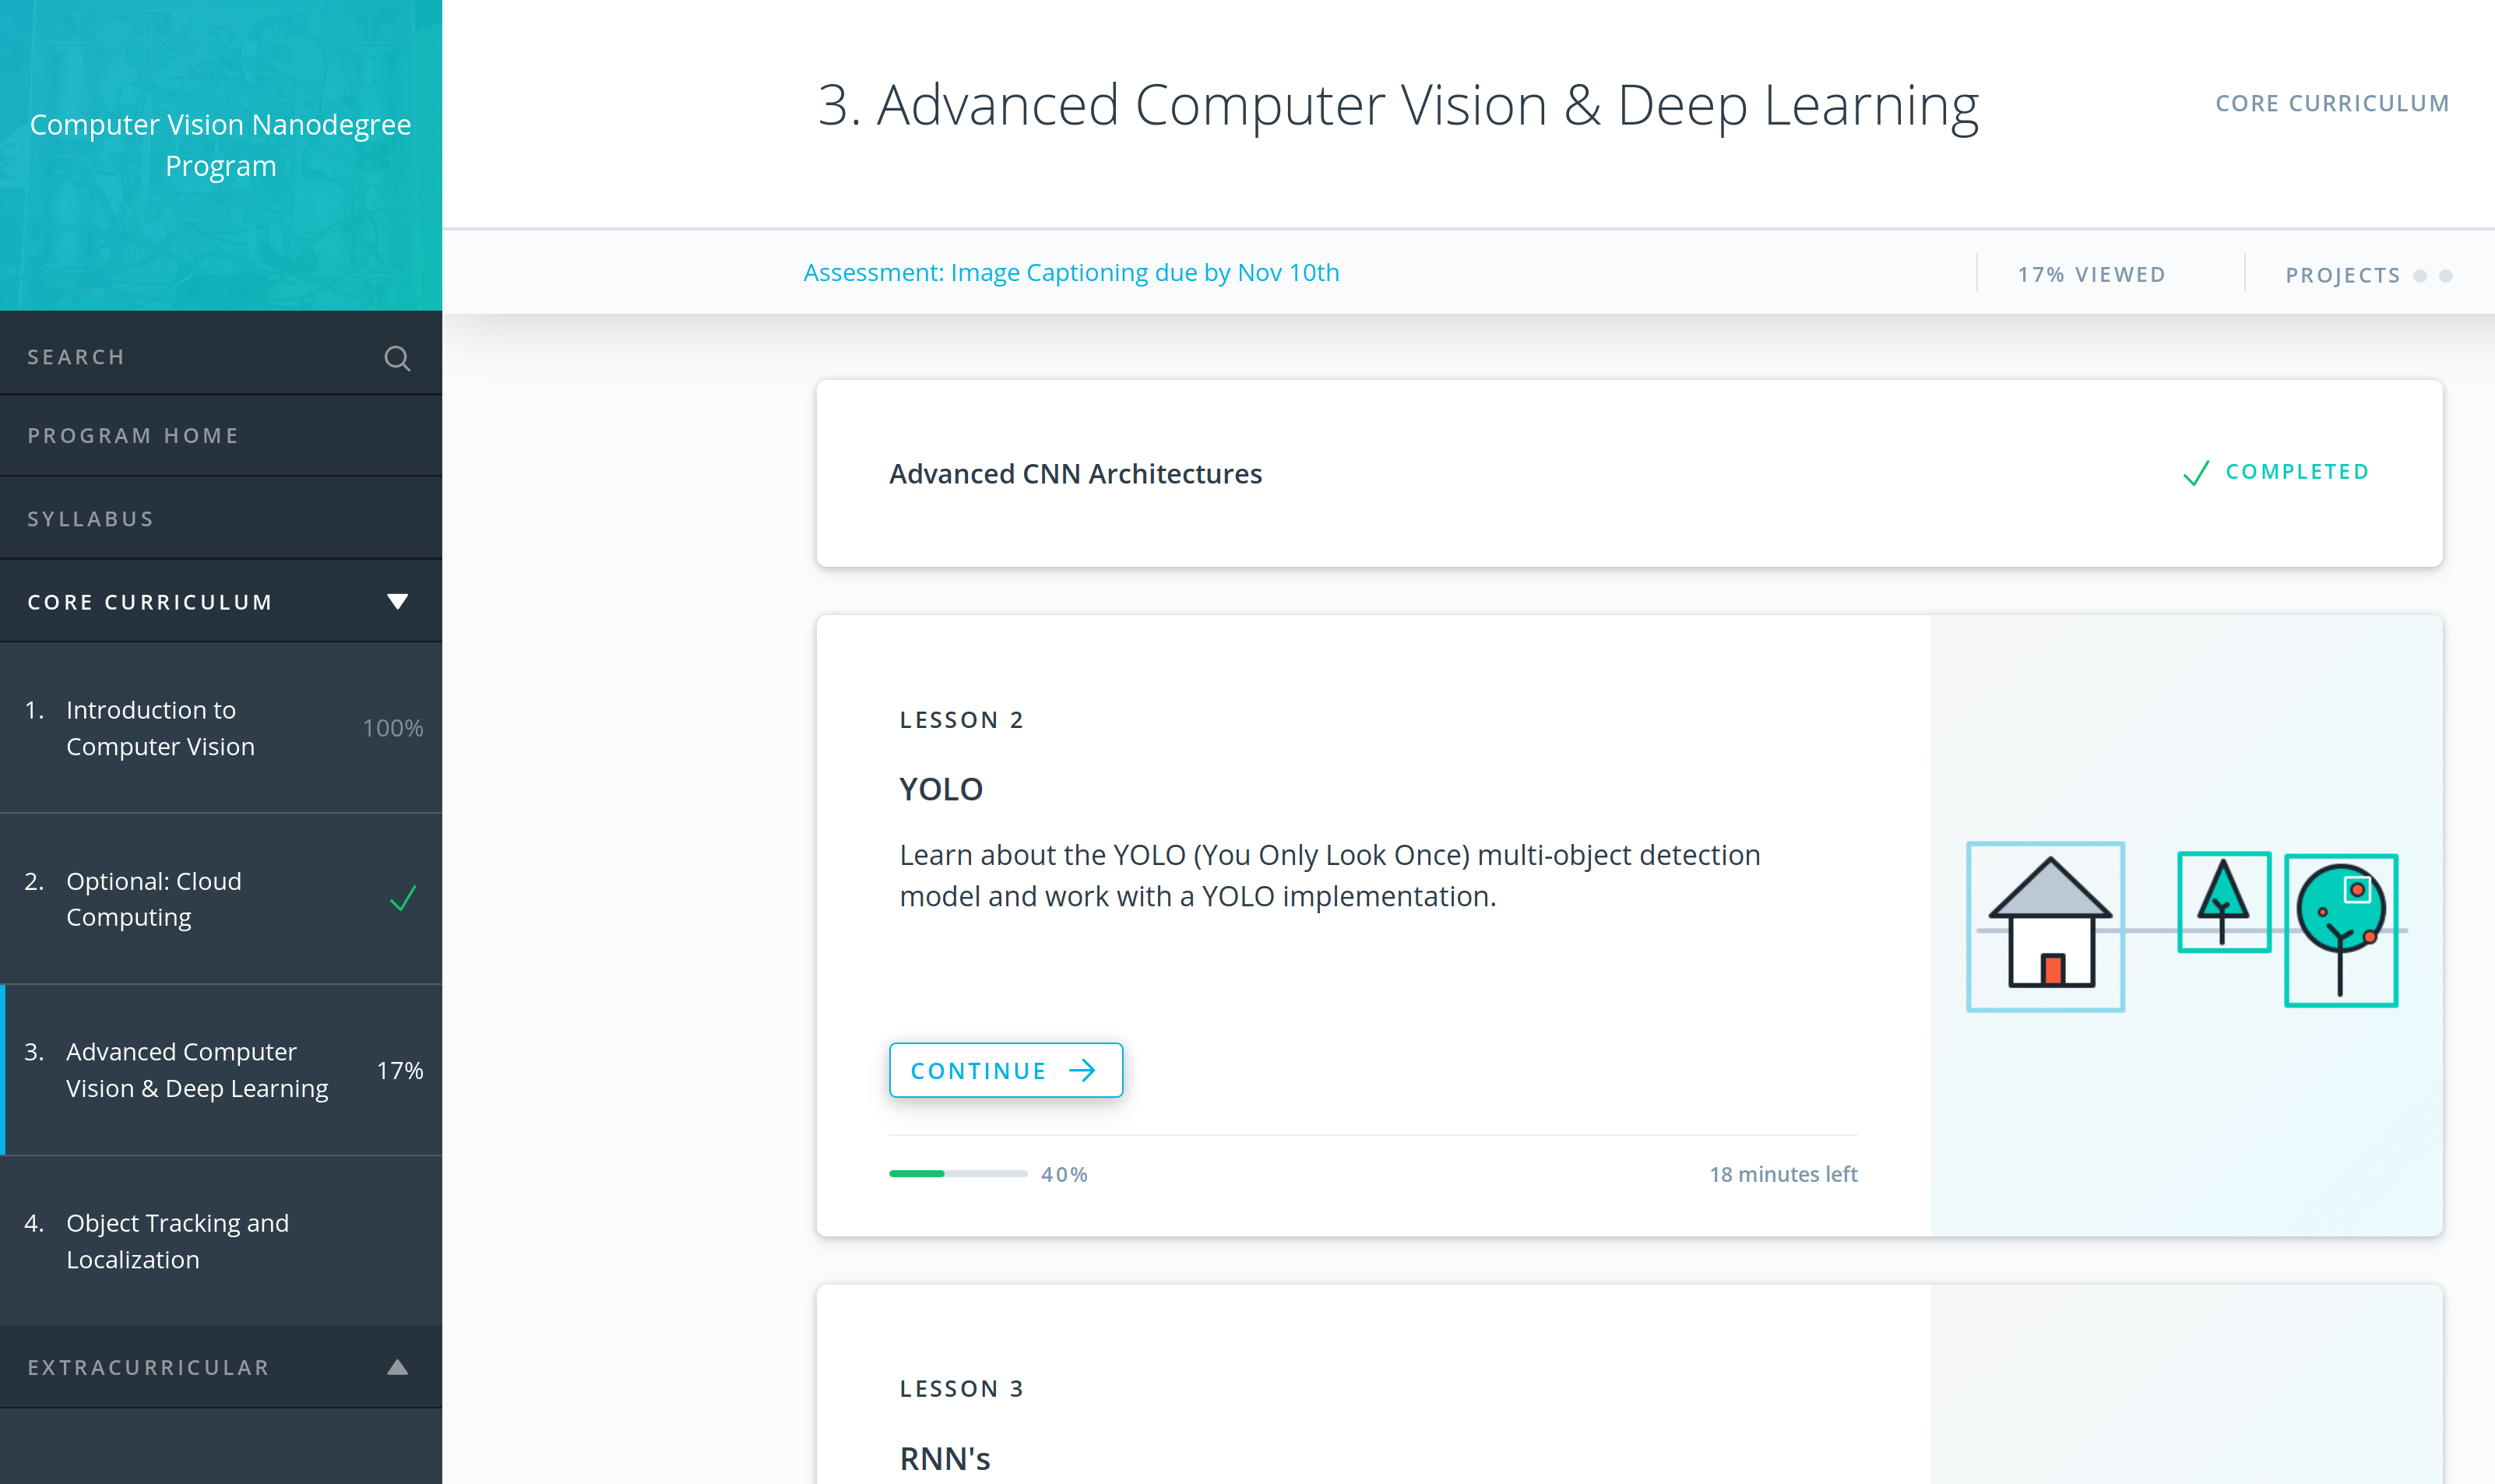 Computer Vision Nanodegree
Program
SEARCH
PROGRAM HOME
SYLLABUS
CORE CURRICULUM
1. Introduction to
Computer Vision
100%
2. Optional: Cloud
Computing
3. Advanced Computer
Vision & Deep Learning
17%
4. Object Tracking and
Localization
EXTRACURRICULAR
3. Advanced Computer Vision & Deep Learning
CORE CURRICULUM
Assessment: Image Captioning due by Nov 10th
17% VIEWED
PROJECTS
Advanced CNN Architectures
COMPLETED
LESSON 2
YOLO
Learn about the YOLO (You Only Look Once) multi-object detection
model and work with a YOLO implementation.
CONTINUE
40%
18 minutes left
LESSON 3
RNN's